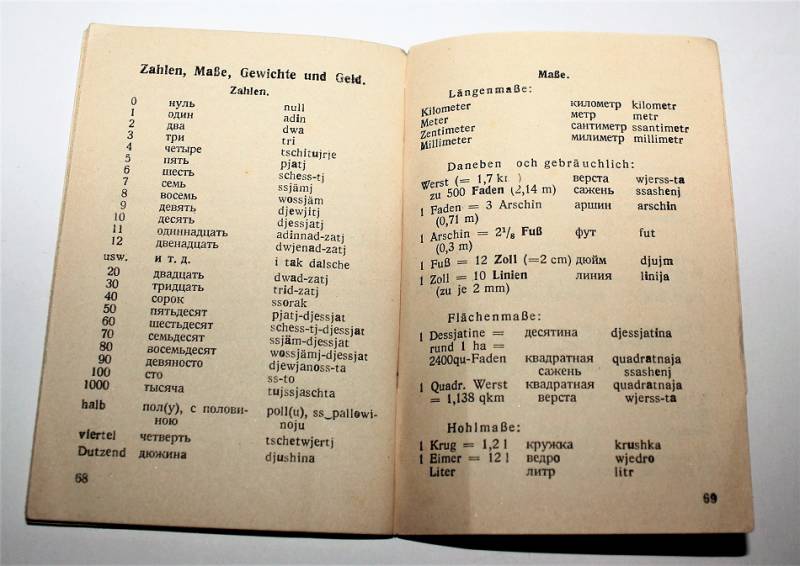 Zahlen, Maße, Gewichte und Geld.
Zahlen.
0 нуль null
1 один adin
2 два dwa
3 три tri
4 четыре tschitujrje
5 пять pjatj
6 шесть schess-tj
7 семь ssjämj
8 восемь wossjäm
9 девять djewjitj
10 десять djessjatj
11 одиннадцать adinnad-zatj
12 двенадцать dwjenad-zatj
usw. и т. д. i tak dalsche
20 двадцать dwad-zatj
30 тридцать trid-zatj
40 сорок ssorak
50 пятьдесят pjatj-djessjat
60 шестьдесят schess-tj-djessjat
70 семьдесят ssjäm-djessjat
80 восемьдесят wossjämj-djessjat
90 девяносто djewjanoss-ta
100 сто ss-to
1000 тысяча tujssjaschta
halb пол(у), с полови- poll(u), ss_pallowi-
ною noju
viertel четверть tschetwjertj
Dutzend дюжина djushina
68
Maße.
Längenmaße:
Kilometer километр kilometr
Meter метр metr
Zentimeter сантиметр ssantimetr
Millimeter милиметр millimetr
Daneben och gebräuchlich:
Werst (= 1,7 k верста wjerss-ta
zu 500 Faden (2,14 m) сажень ssashenj
1 Faden = 3 Arschin аршин arschin
(0,71 m)
1 Arschin = 2¹/₈ Fuß фут fut
(0,3 m)
1 Fuß = 12 Zoll (=2 cm) дюйм djujm
1 Zoll = 10 Linien линия linija
(zu je 2 mm)
Flächenmaße:
1 Dessjatine = десятина djessjatina
rund 1 ha =
2400qu-Faden квадратная quadratnaja
сажень ssashenj
1 Quadr. Werst квадратная quadratnaja
= 1,138 qkm верста wjerss-ta
Hohlmaße:
1 Krug = 1,2 l кружка krushka
1 Eimer = 12 l ведро wjedro
Liter литр litr
69